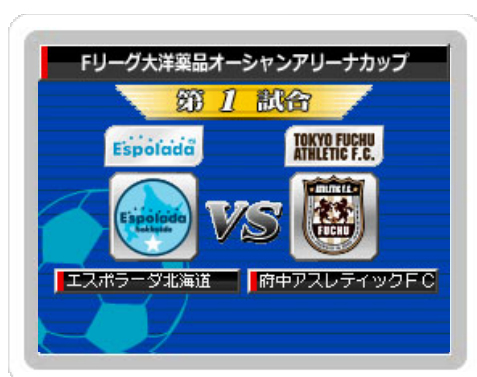 Fリーグ大洋薬品オーシャンアリーナカップ
第1試合
Espolada
TOKYO FUCHU
ATHLETIC F.C.
Espolada
hokkaido
VS
ATHLETIC F.C.
FUCHU
エスポラーダ北海道
府中アスレティックFC